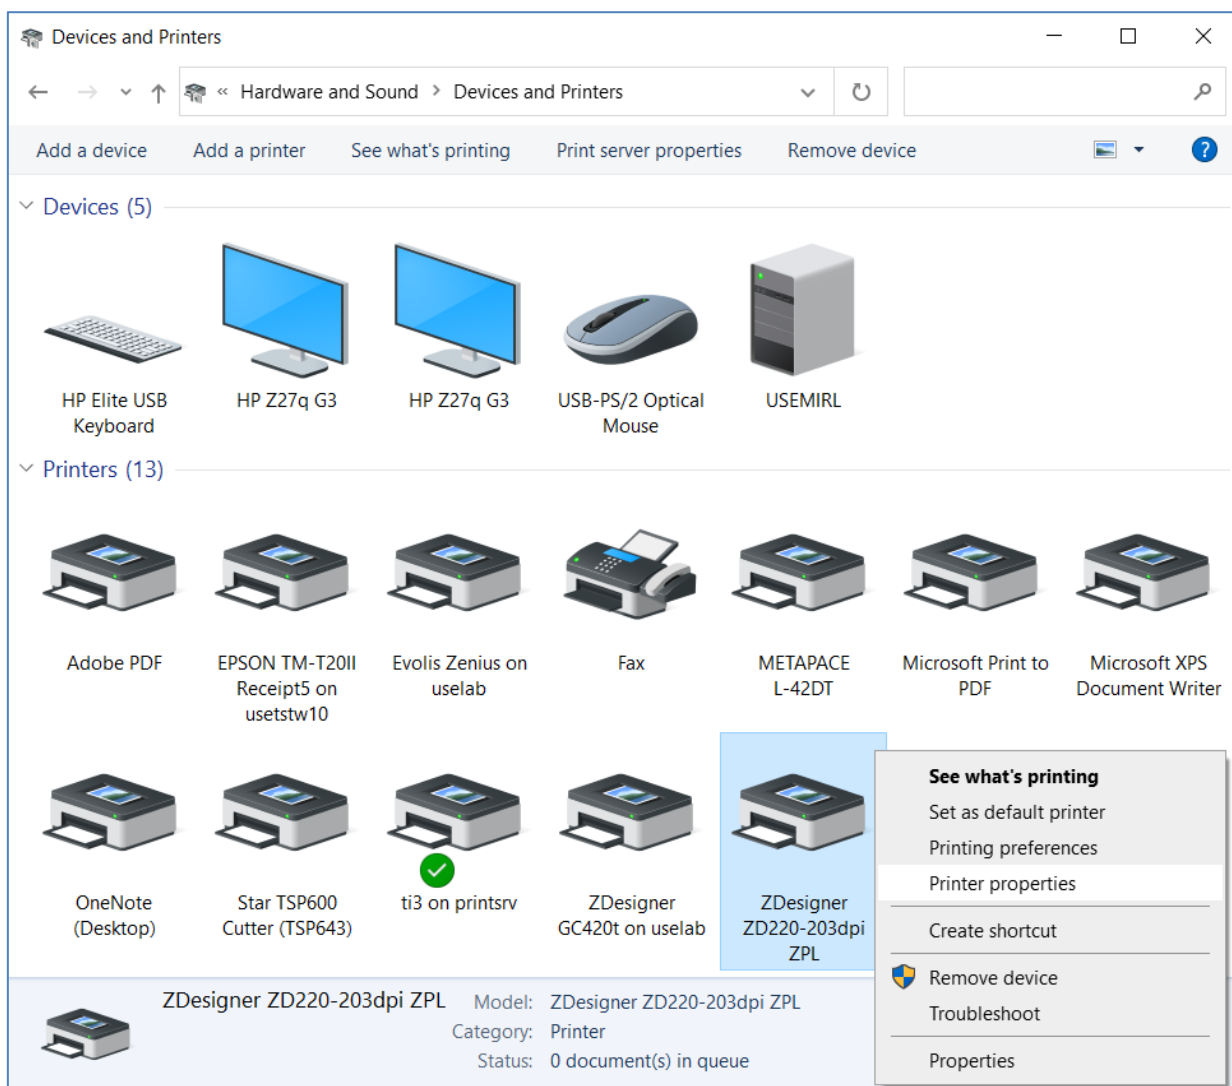 Devices and Printers
« Hardware and Sound > Devices and Printers
Add a device Add a printer See what's printing Print server properties Remove device ?
Devices (5)
HP Elite USB Keyboard
HP Z27q G3
HP Z27q G3
USB-PS/2 Optical Mouse
USEMIRL
Printers (13)
Adobe PDF
EPSON TM-T20II Receipt5 on usetstw10
Evolis Zenius on uselab
Fax
METAPACE L-42DT
Microsoft Print to PDF
Microsoft XPS Document Writer
OneNote (Desktop)
Star TSP600 Cutter (TSP643)
ti3 on printsrv
ZDesigner GC420t on uselab
ZDesigner ZD220-203dpi ZPL
See what's printing
Set as default printer
Printing preferences
Printer properties
Create shortcut
Remove device
Troubleshoot
Properties
ZDesigner ZD220-203dpi ZPL Model: ZDesigner ZD220-203dpi ZPL
Category: Printer
Status: 0 document(s) in queue